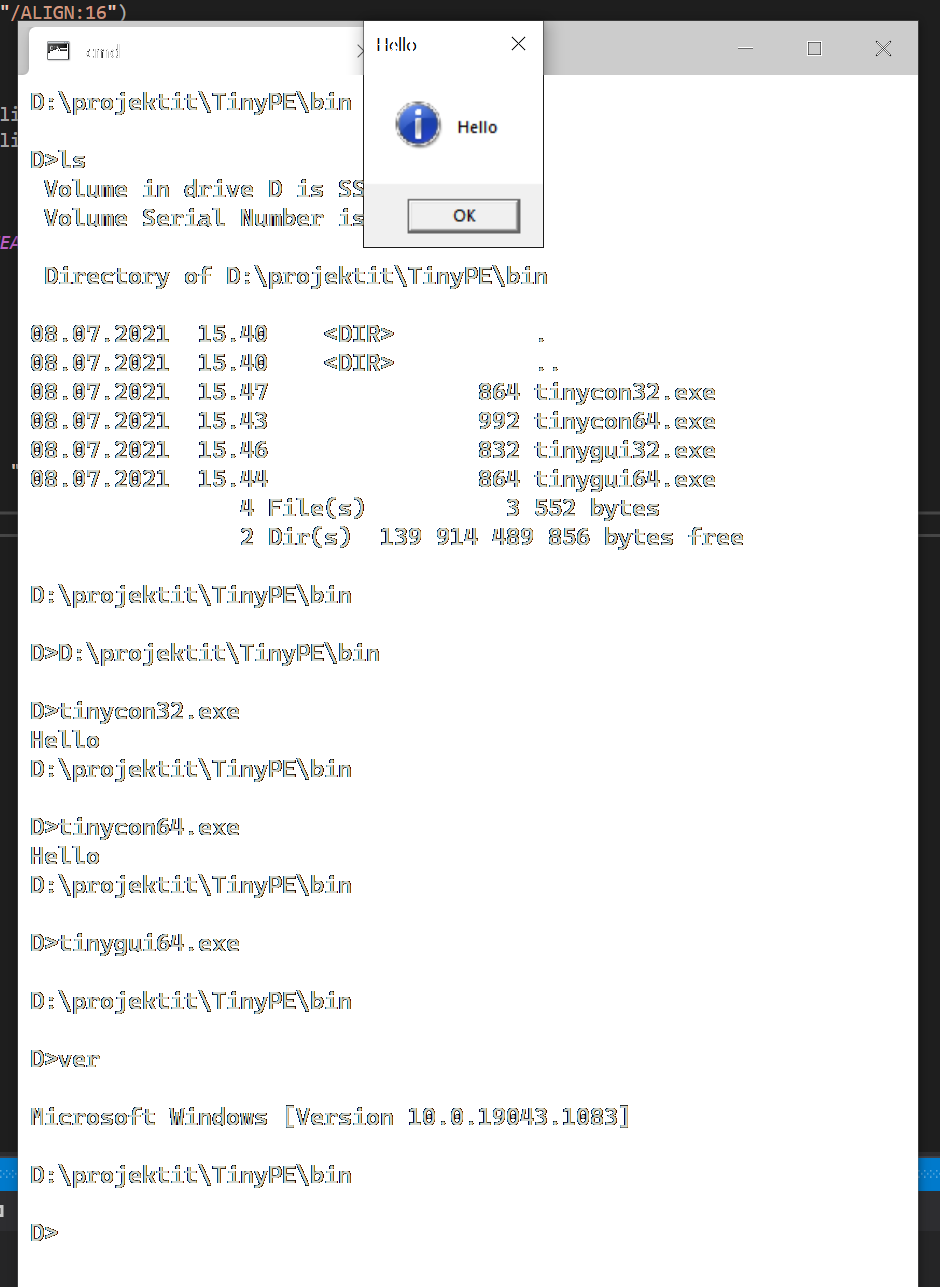 "/ALIGN:16")
cmd
Hello
Hello
OK
D:\projektit\TinyPE\bin
D>ls
Volume in drive D is SS
Volume Serial Number is
Directory of D:\projektit\TinyPE\bin
08.07.2021 15.40 <DIR> .
08.07.2021 15.40 <DIR> ..
08.07.2021 15.47 864 tinycon32.exe
08.07.2021 15.43 992 tinycon64.exe
08.07.2021 15.46 832 tinygui32.exe
08.07.2021 15.44 864 tinygui64.exe
4 File(s) 3 552 bytes
2 Dir(s) 139 914 489 856 bytes free
D:\projektit\TinyPE\bin
D>D:\projektit\TinyPE\bin
D>tinycon32.exe
Hello
D:\projektit\TinyPE\bin
D>tinycon64.exe
Hello
D:\projektit\TinyPE\bin
D>tinygui64.exe
D:\projektit\TinyPE\bin
D>ver
Microsoft Windows [Version 10.0.19043.1083]
D:\projektit\TinyPE\bin
D>